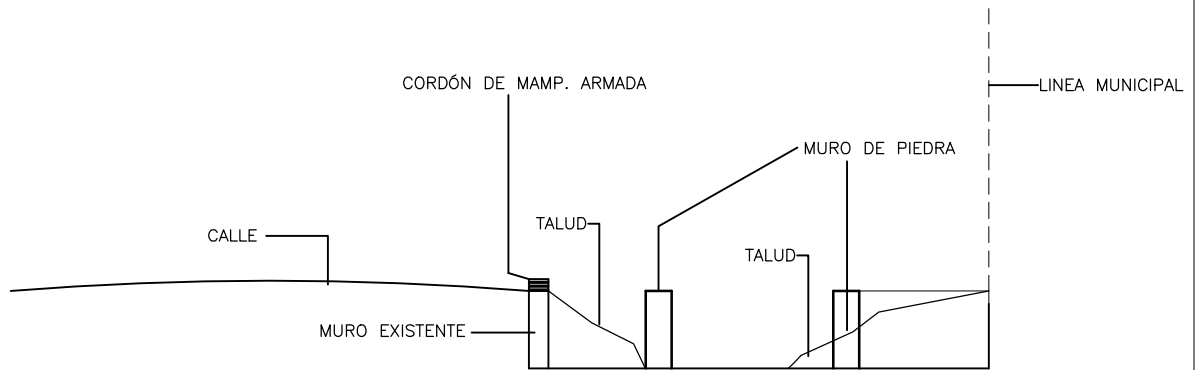 CORDÓN DE MAMP. ARMADA
LINEA MUNICIPAL
MURO DE PIEDRA
TALUD
CALLE
TALUD
MURO EXISTENTE